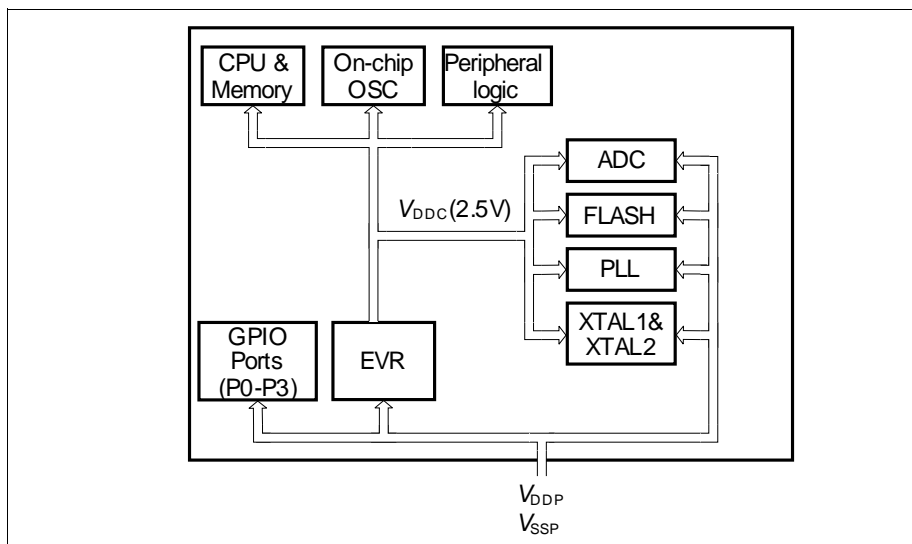 CPU &
Memory
On-chip
OSC
Peripheral
logic
ADC
VDDC(2.5V)
FLASH
PLL
XTAL1&
XTAL2
GPIO
Ports
(P0-P3)
EVR
VDDP
VSSP